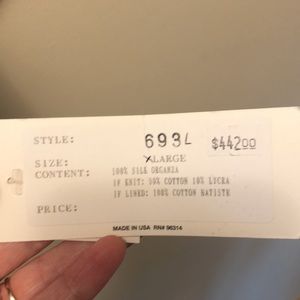 STYLE: 693L $442.00
SIZE: XLARGE
CONTENT: 100% SILK ORGANZA
IF KNIT: 90% COTTON 10% LYCRA
IF LINED: 100% COTTON BATISTE
PRICE:
MADE IN USA RN# 96314